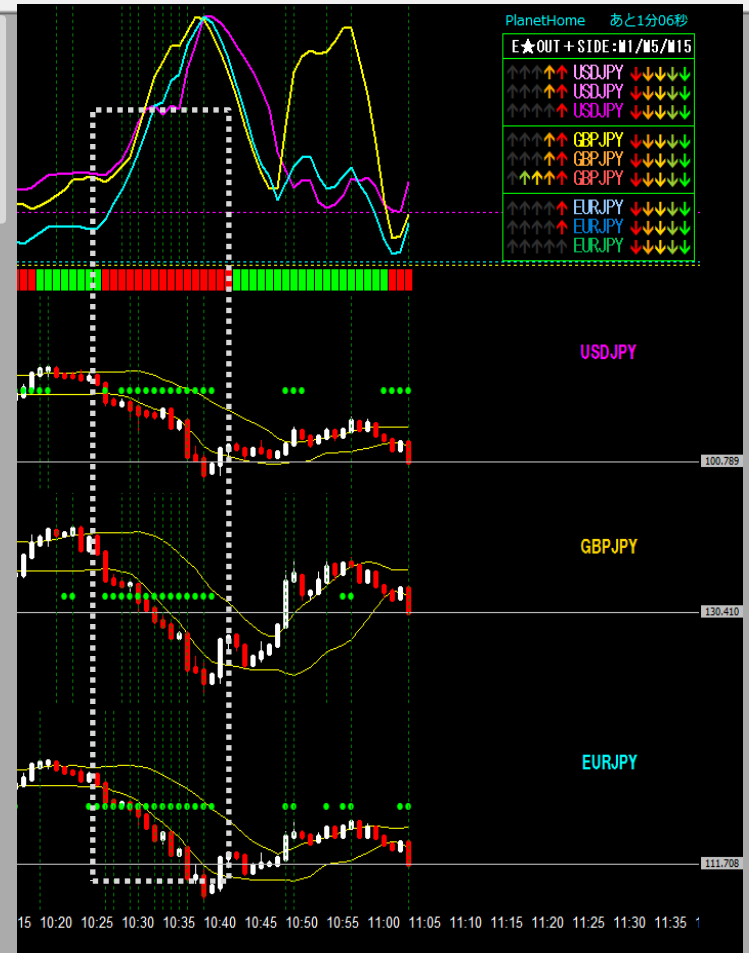 PlanetHome あと1分06秒
E★OUT+SIDE:M1/M5/M15
↑↑↑↑↑ USDJPY ↓↓↓↓↓
↑↑↑↑↑ USDJPY ↓↓↓↓↓
↑↑↑↑↑ USDJPY ↓↓↓↓↓
↑↑↑↑↑ GBPJPY ↓↓↓↓↓
↑↑↑↑↑ GBPJPY ↓↓↓↓↓
↑↑↑↑↑ GBPJPY ↓↓↓↓↓
↑↑↑↑↑ EURJPY ↓↓↓↓↓
↑↑↑↑↑ EURJPY ↓↓↓↓↓
↑↑↑↑↑ EURJPY ↓↓↓↓↓
USDJPY
100.789
GBPJPY
130.410
EURJPY
111.708
15 10:20 10:25 10:30 10:35 10:40 10:45 10:50 10:55 11:00 11:05 11:10 11:15 11:20 11:25 11:30 11:35